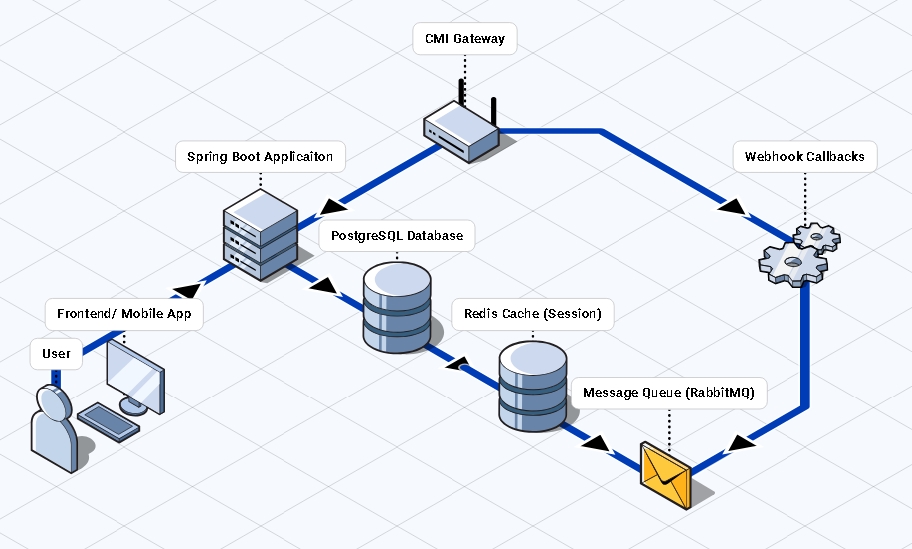 CMI Gateway
Spring Boot Applicaiton
Webhook Callbacks
PostgreSQL Database
Frontend/ Mobile App
Redis Cache (Session)
User
Message Queue (RabbitMQ)